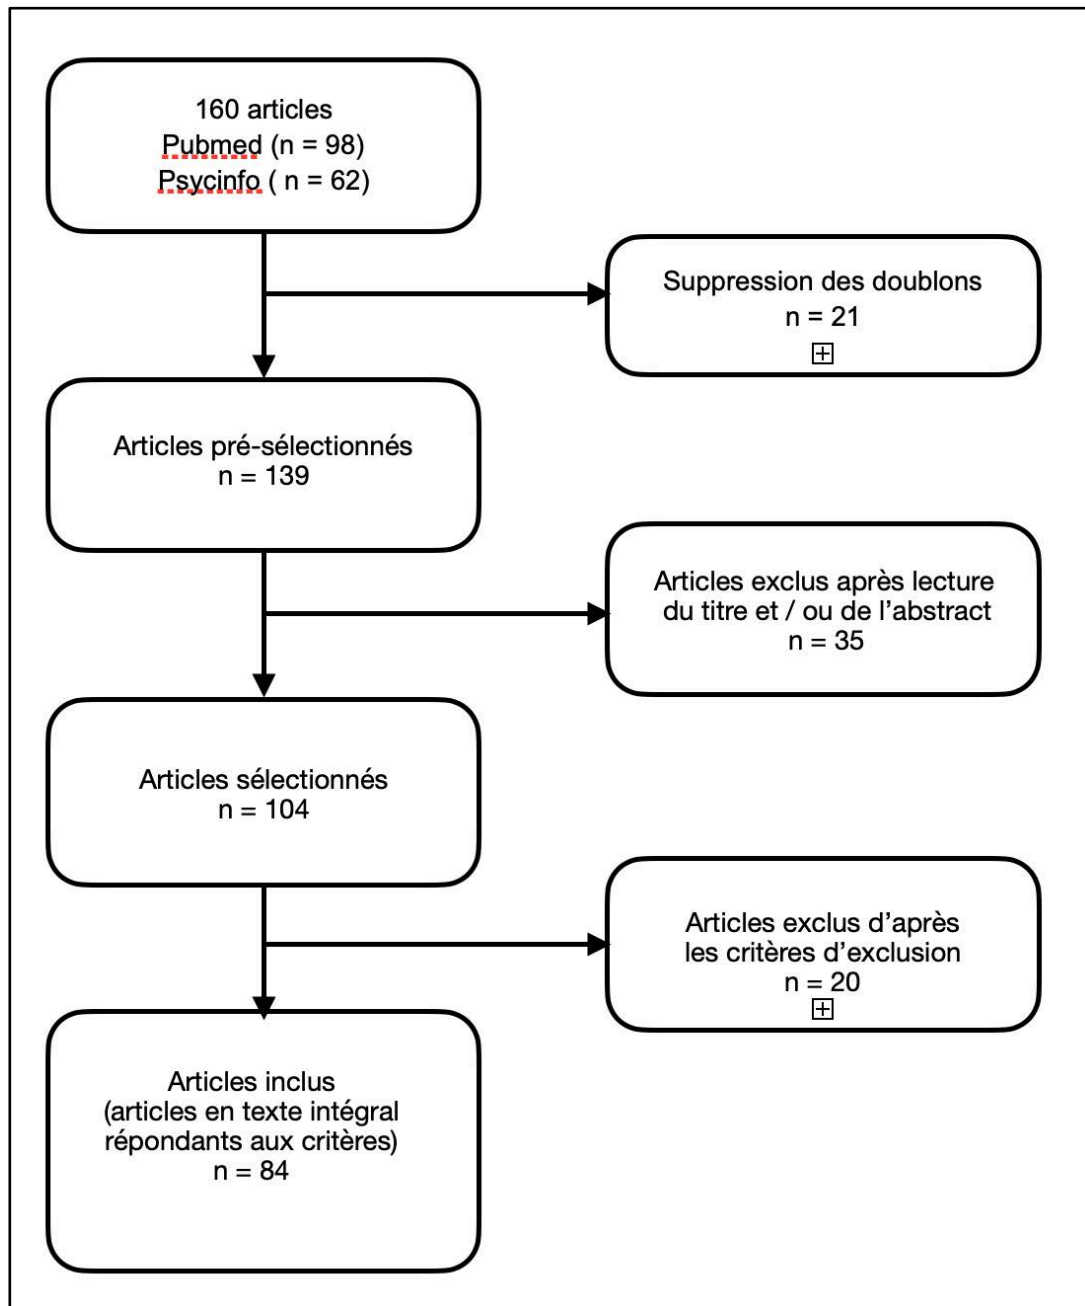 160 articles
Pubmed (n = 98)
Psycinfo ( n = 62)
Suppression des doublons
n = 21
Articles pré-sélectionnés
n = 139
Articles exclus après lecture
du titre et / ou de l’abstract
n = 35
Articles sélectionnés
n = 104
Articles exclus d’après
les critères d’exclusion
n = 20
Articles inclus
(articles en texte intégral
répondants aux critères)
n = 84